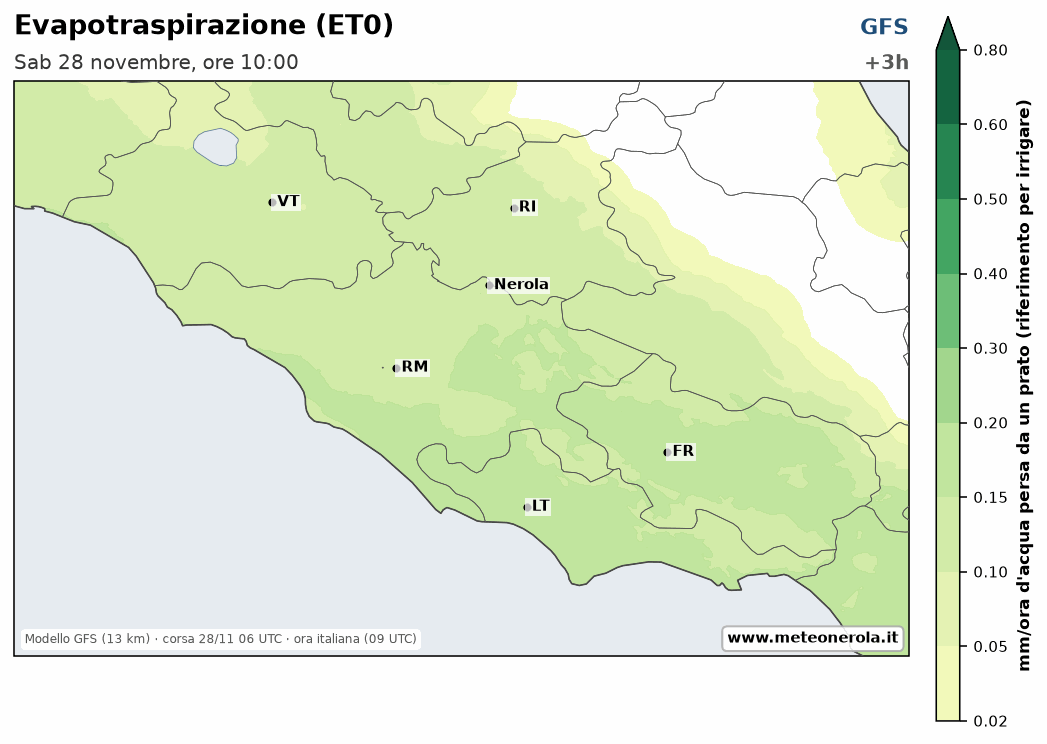 Evapotraspirazione (ET0)
GFS
Sab 28 novembre, ore 10:00
+3h
VT
RI
Nerola
RM
FR
LT
Modello GFS (13 km) · corsa 28/11 06 UTC · ora italiana (09 UTC)
www.meteonerola.it
0.80
0.60
0.50
0.40
0.30
0.20
0.15
0.10
0.05
0.02
mm/ora d'acqua persa da un prato (riferimento per irrigare)